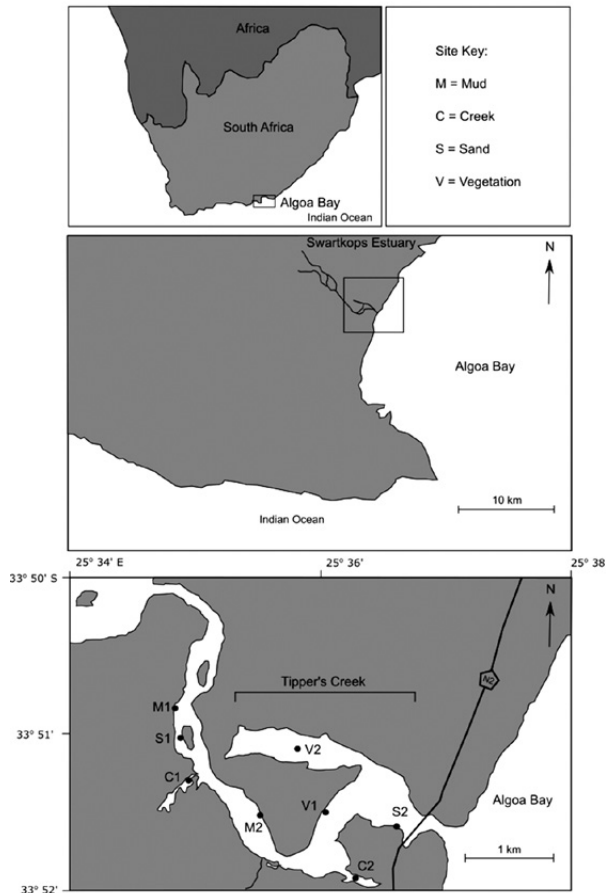 Africa
South Africa
Algoa Bay
Indian Ocean
Site Key:
M = Mud
C = Creek
S = Sand
V = Vegetation
Swartkops Estuary
N
Algoa Bay
10 km
Indian Ocean
25° 34' E
25° 36'
25° 38'
33° 50' S
N
N2
Tipper's Creek
M1
33° 51'
S1
V2
C1
Algoa Bay
V1
S2
M2
1 km
C2
33° 52'